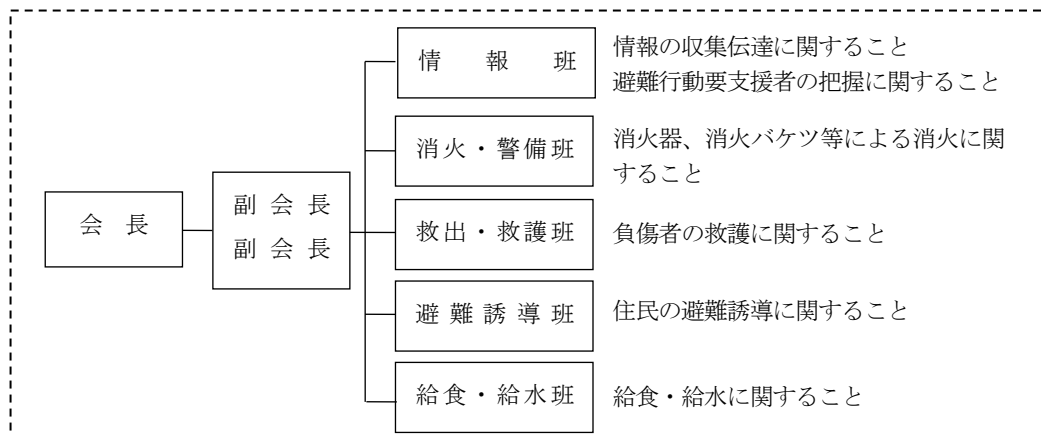 情報班
情報の収集伝達に関すること
避難行動要支援者の把握に関すること
消火・警備班
消火器、消火バケツ等による消火に関
すること
会長
副会長
副会長
救出・救護班
負傷者の救護に関すること
避難誘導班
住民の避難誘導に関すること
給食・給水班
給食・給水に関すること